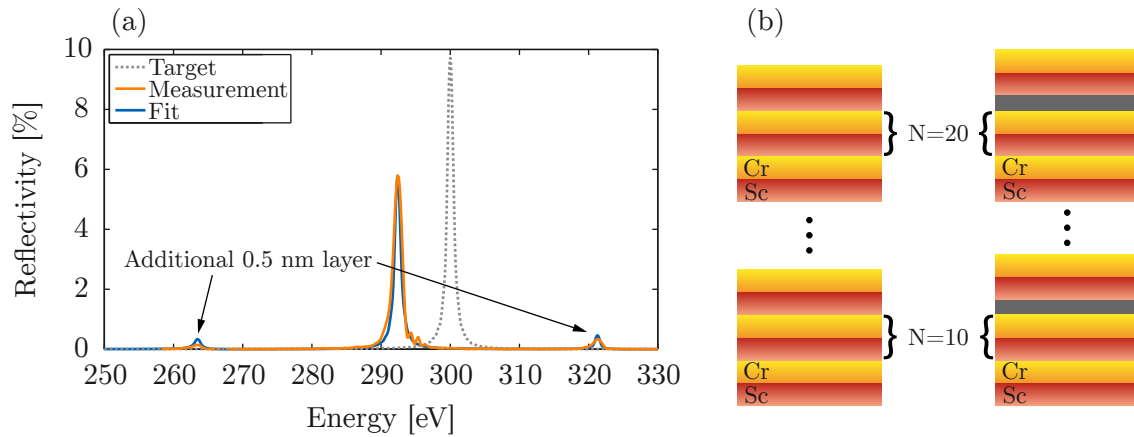 (a)
(b)
10
8
6
4
2
0
Reflectivity [%]
Target
Measurement
Fit
Additional 0.5 nm layer
250 260 270 280 290 300 310 320 330
Energy [eV]
N=20
Cr Cr
Sc Sc
N=10
Cr Cr
Sc Sc